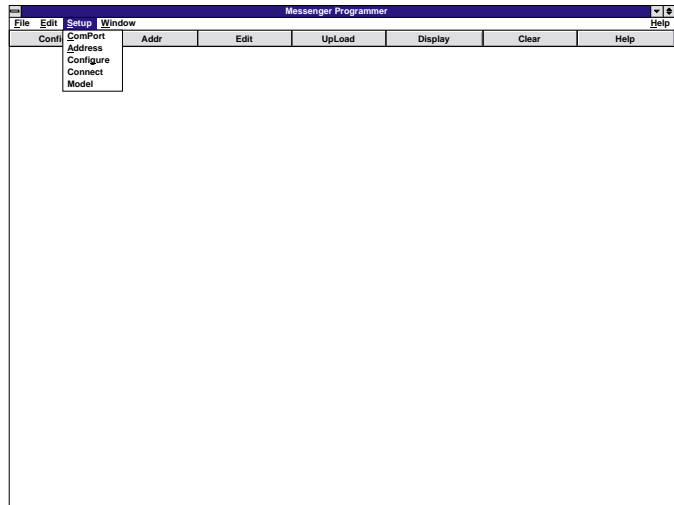 Messenger Programmer
File Edit Setup Window Help
Confi Addr Edit UpLoad Display Clear Help
ComPort
Address
Configure
Connect
Model